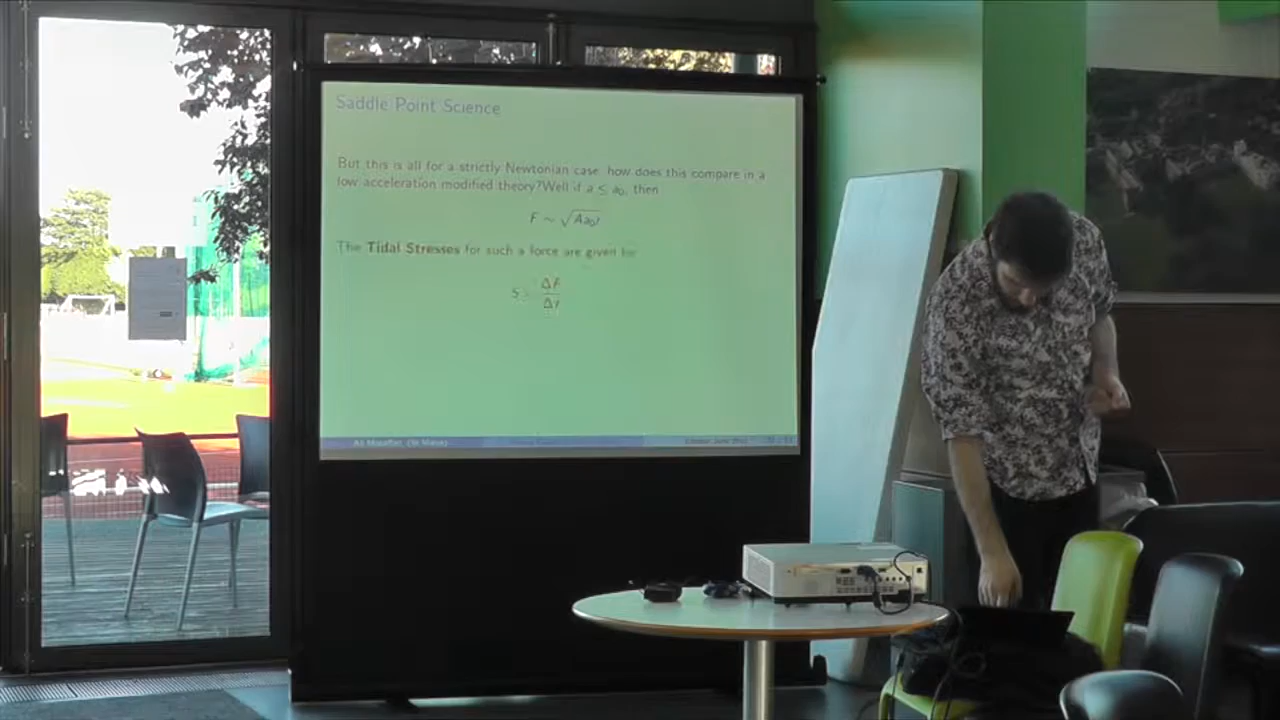 Saddle Point Science
But this is all for a strictly Newtonian case, how does this compare in a
low acceleration modified theory?Well if a ≤ a₀, then
F ∼ √Aa₀r
The Tidal Stresses for such a force are given by
S ΔF
Δr